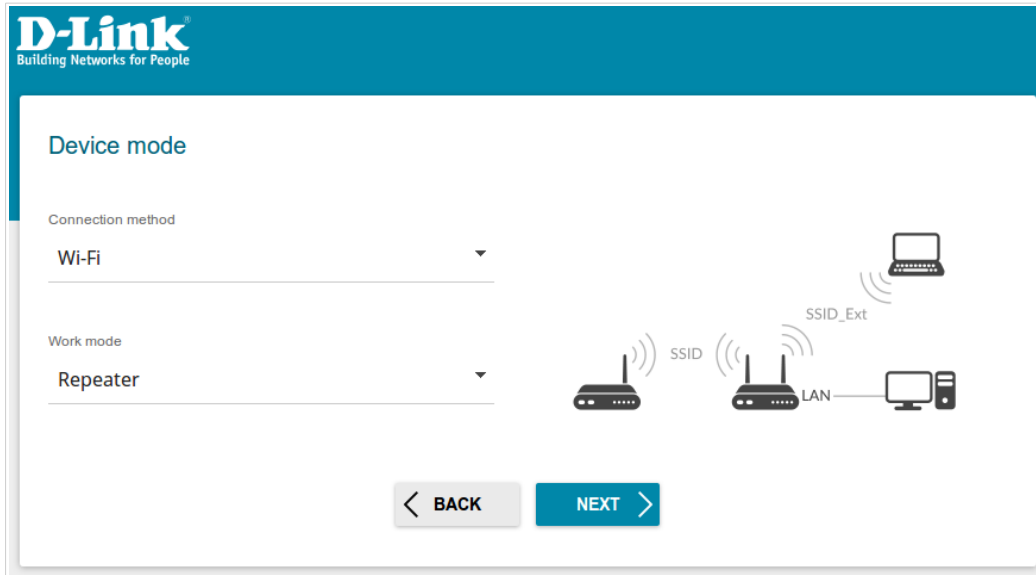 D-Link®
Building Networks for People
Device mode
Connection method
Wi-Fi
Work mode
Repeater
SSID
SSID_Ext
LAN
BACK
NEXT